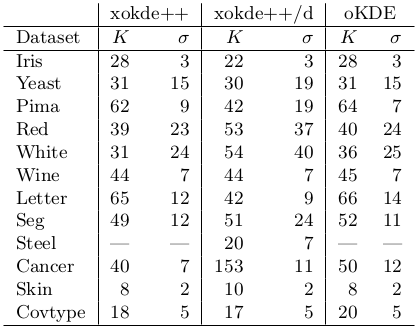 xokde++ xokde++/d oKDE
Dataset K σ K σ K σ
Iris 28 3 22 3 28 3
Yeast 31 15 30 19 31 15
Pima 62 9 42 19 64 7
Red 39 23 53 37 40 24
White 31 24 54 40 36 25
Wine 44 7 44 7 45 7
Letter 65 12 42 9 66 14
Seg 49 12 51 24 52 11
Steel — — 20 7 — —
Cancer 40 7 153 11 50 12
Skin 8 2 10 2 8 2
Covtype 18 5 17 5 20 5